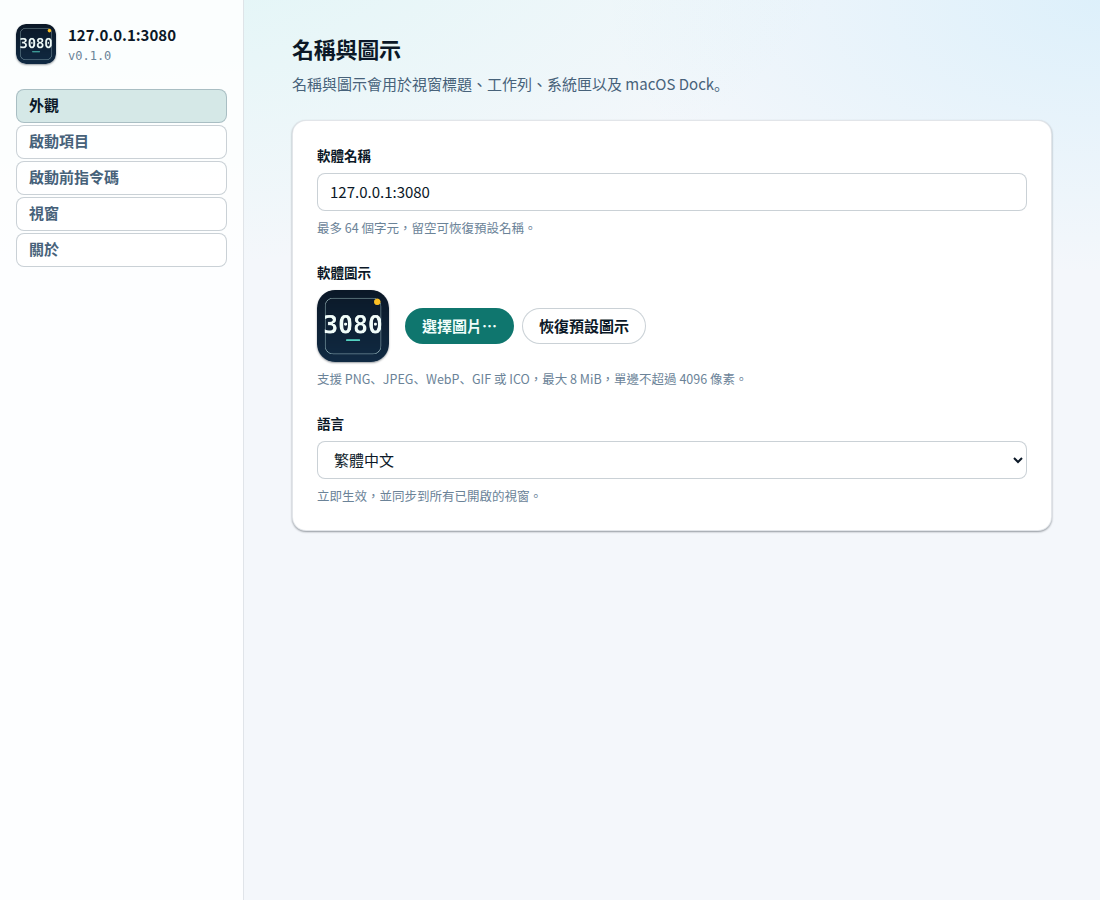 3080
127.0.0.1:3080
v0.1.0
外觀
啟動項目
啟動前指令碼
視窗
關於
名稱與圖示
名稱與圖示會用於視窗標題、工作列、系統匣以及 macOS Dock。
軟體名稱
127.0.0.1:3080
最多 64 個字元，留空可恢復預設名稱。
軟體圖示
3080
選擇圖片…
恢復預設圖示
支援 PNG、JPEG、WebP、GIF 或 ICO，最大 8 MiB，單邊不超過 4096 像素。
語言
繁體中文
立即生效，並同步到所有已開啟的視窗。